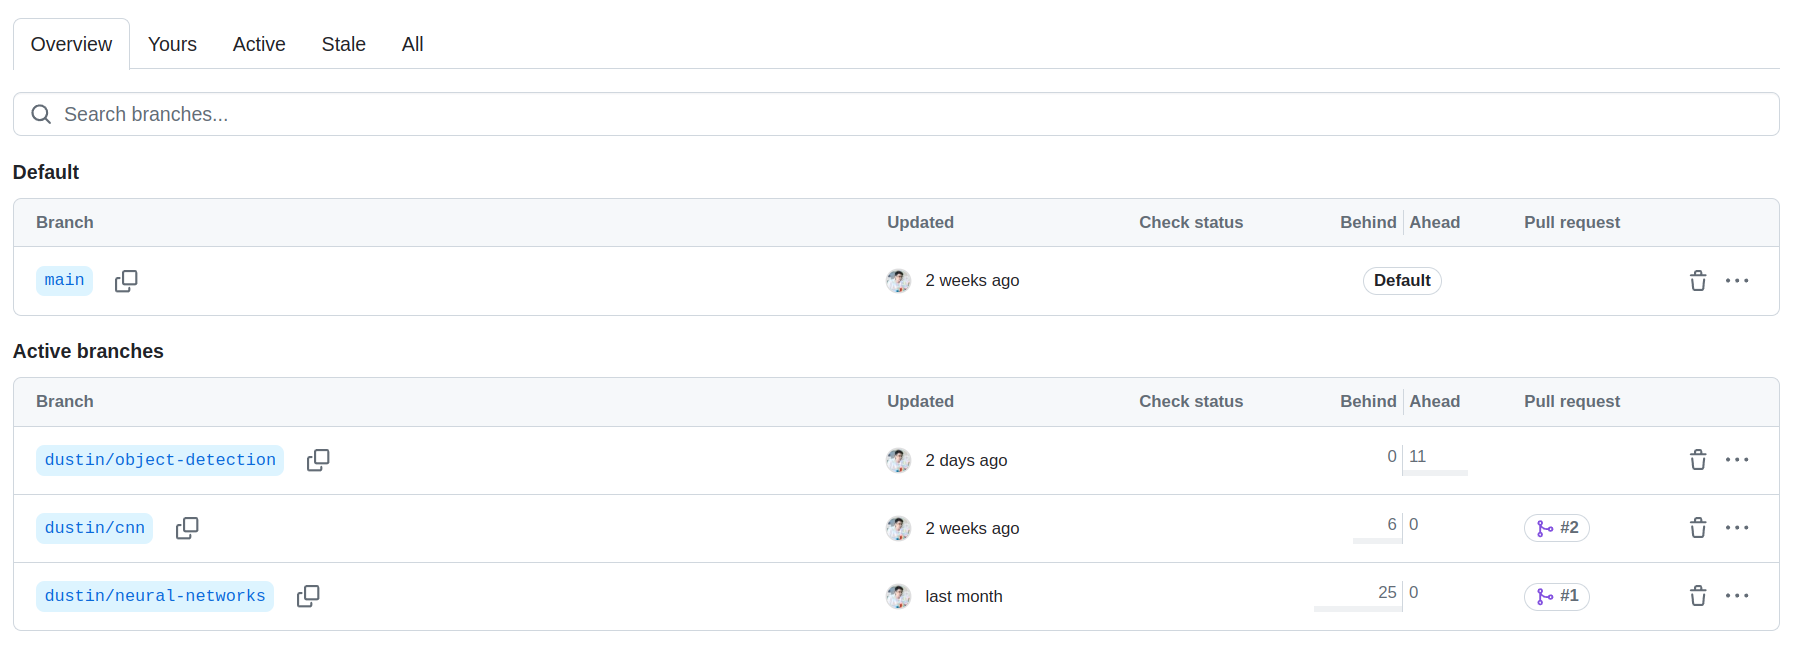 Overview Yours Active Stale All
Search branches...
Default
Branch Updated Check status Behind Ahead Pull request
main 2 weeks ago Default
Active branches
Branch Updated Check status Behind Ahead Pull request
dustin/object-detection 2 days ago 0 11
dustin/cnn 2 weeks ago 6 0 #2
dustin/neural-networks last month 25 0 #1